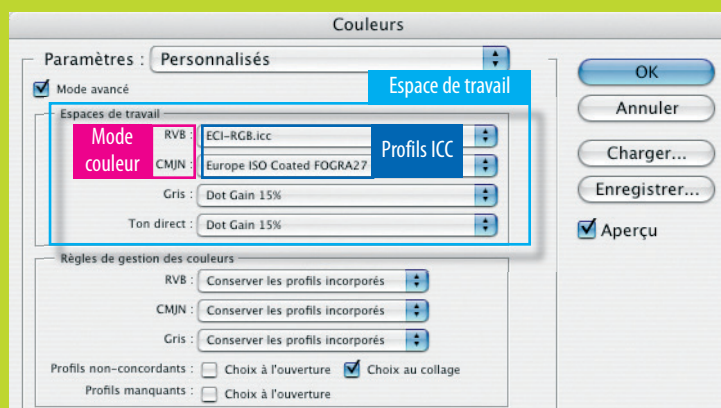 Couleurs
Paramètres : Personnalisés
OK
Mode avancé
Espace de travail
Annuler
Espaces de travail
Mode couleur
RVB : ECI-RGB.icc
Profils ICC
CMJN : Europe ISO Coated FOGRA27
Charger...
Gris : Dot Gain 15%
Enregistrer...
Ton direct : Dot Gain 15%
Aperçu
Règles de gestion des couleurs
RVB : Conserver les profils incorporés
CMJN : Conserver les profils incorporés
Gris : Conserver les profils incorporés
Profils non-concordants : Choix à l'ouverture Choix au collage
Profils manquants : Choix à l'ouverture